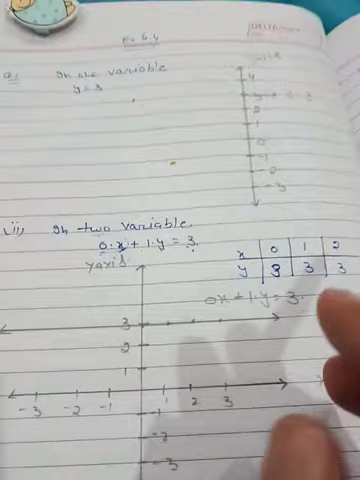 Ex 6.4
In one variable
y = 3
4
2
1
0
-1
-2
-3
(ii) In two variable
0.x + 1.y = 3
y axis
x 0 1 2
y 3 3 3
0x + 1.y = 3.
3
2
1
-3 -2 -1 1 2 3
-1
-2
-3